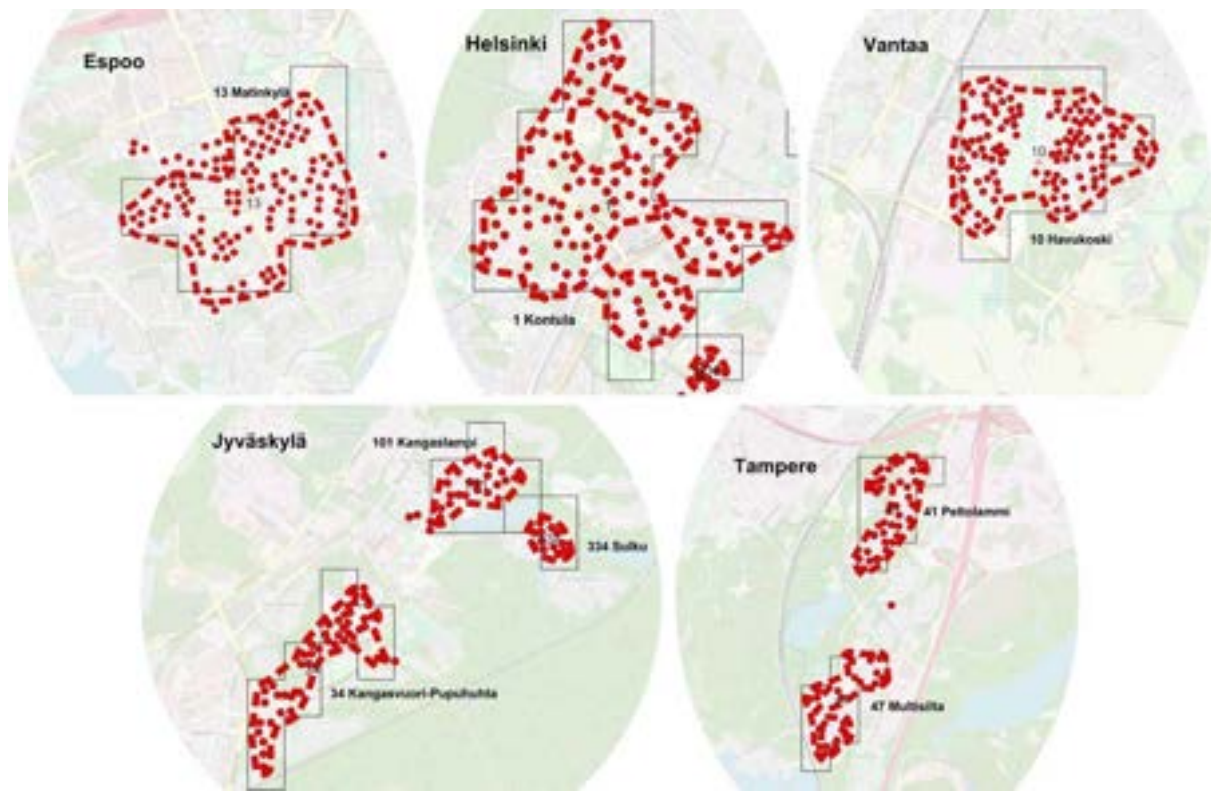 Espoo
13 Matinkylä
13
Helsinki
1 Kontula
Vantaa
10
10 Havukoski
Jyväskylä
101 Kangaslampi
334 Sulku
34 Kangasvuori-Pupuhuhta
Tampere
41 Peltolammi
47 Multisilta